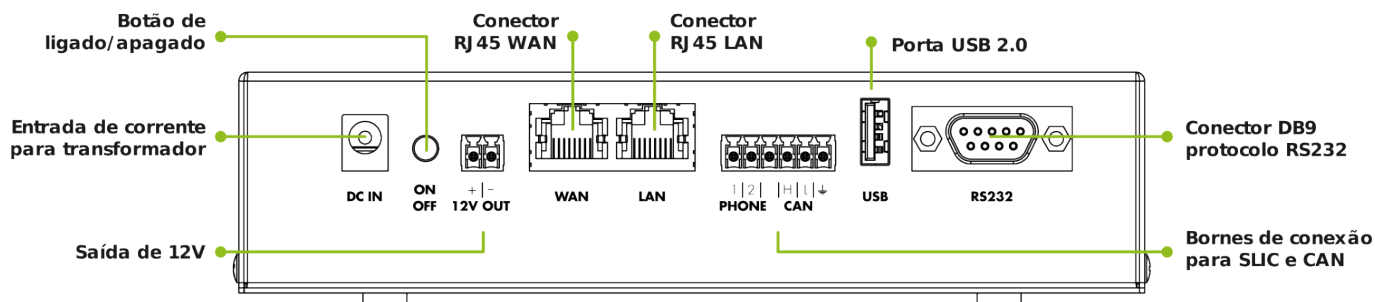 Botão de
ligado/apagado
Conector
RJ45 WAN
Conector
RJ45 LAN
Porta USB 2.0
Entrada de corrente
para transformador
Conector DB9
protocolo RS232
DC IN
ON
OFF
+ | -
12V OUT
WAN
LAN
1 | 2 | | H | L | ⏚
PHONE CAN
USB
RS232
Saída de 12V
Bornes de conexão
para SLIC e CAN